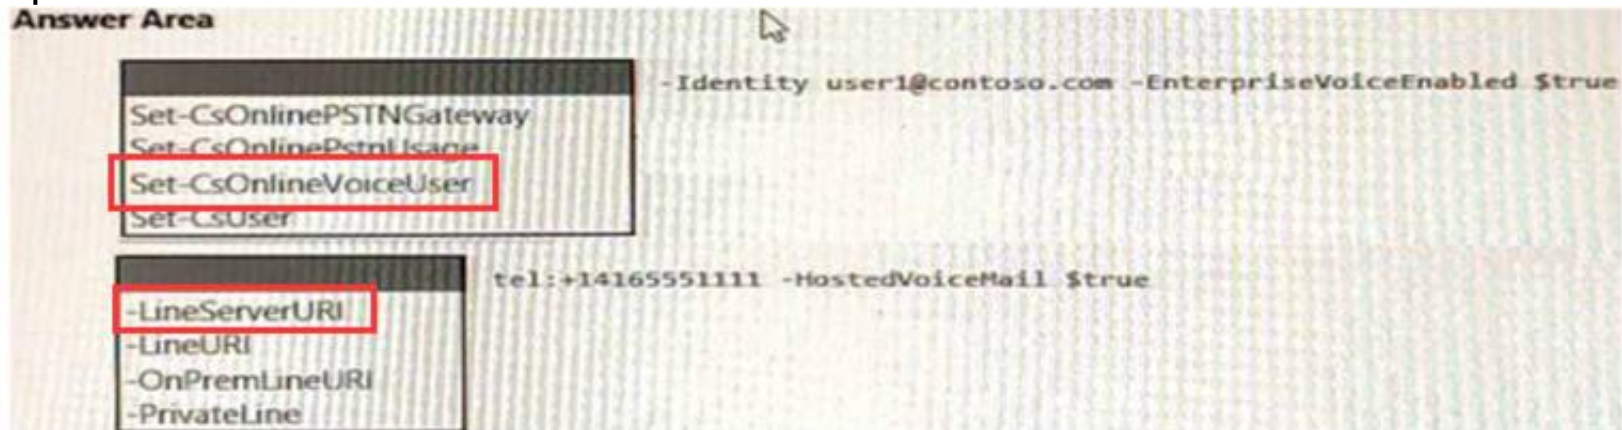 Answer Area
-Identity user1@contoso.com -EnterpriseVoiceEnabled $true
Set-CsOnlinePSTNGateway
Set-CsOnlinePstnUsage
Set-CsOnlineVoiceUser
Set-CsUser
tel:+14165551111 -HostedVoiceMail $true
-LineServerURI
-LineURI
-OnPremLineURI
-PrivateLine